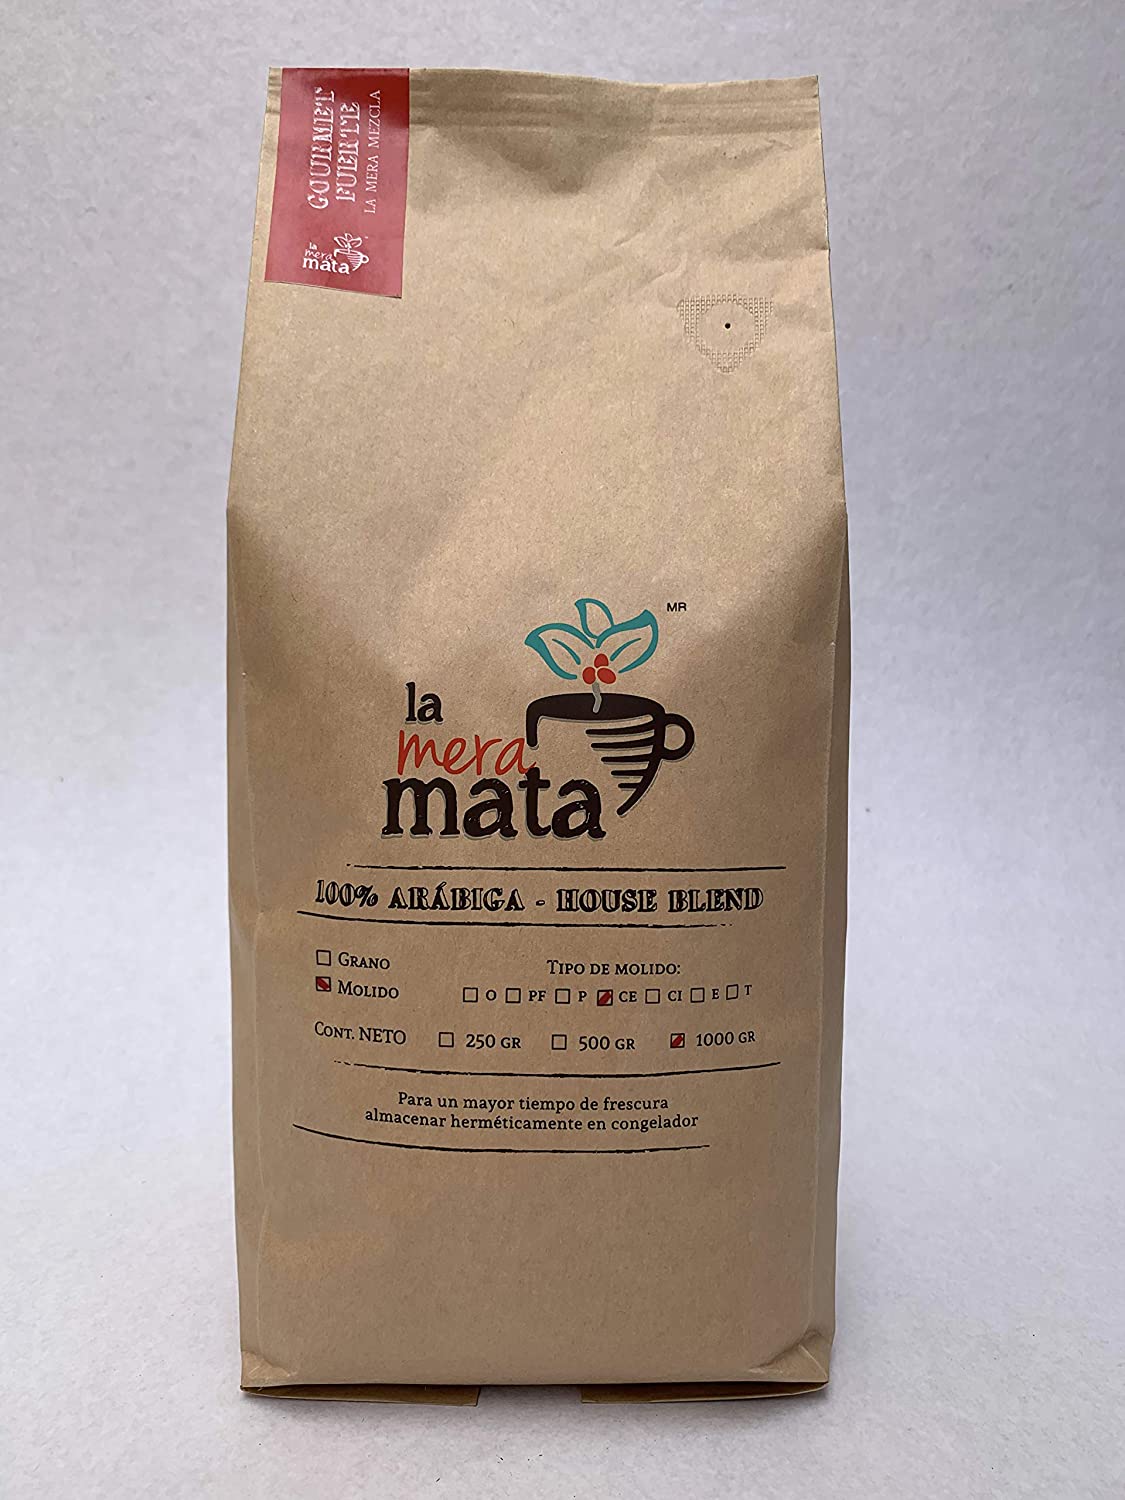 GOURMET
FUERTE
LA MERA MEZCLA
la
mera
mata
MR
la
mera
mata
100% ARÁBIGA - HOUSE BLEND
GRANO
MOLIDO
TIPO DE MOLIDO:
O PF P CE CI E T
CONT. NETO 250 GR 500 GR 1000 GR
Para un mayor tiempo de frescura
almacenar herméticamente en congelador